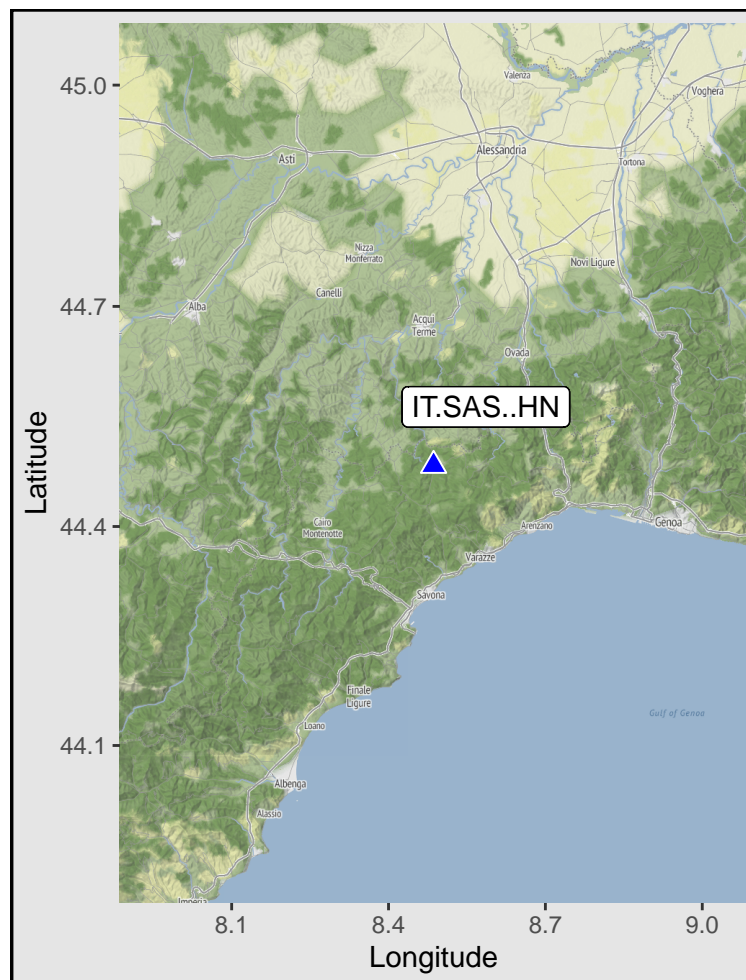 45.0
44.7
44.4
44.1
Latitude
8.1
8.4
8.7
9.0
Longitude
Valenza
Voghera
Asti
Alessandria
Tortona
Nizza
Monferrato
Novi Ligure
Canelli
Alba
Acqui
Terme
Ovada
IT.SAS..HN
Cairo
Montenotte
Arenzano
Genoa
Varazze
Savona
Finale
Ligure
Gulf of Genoa
Loano
Albenga
Alassio
Imperia